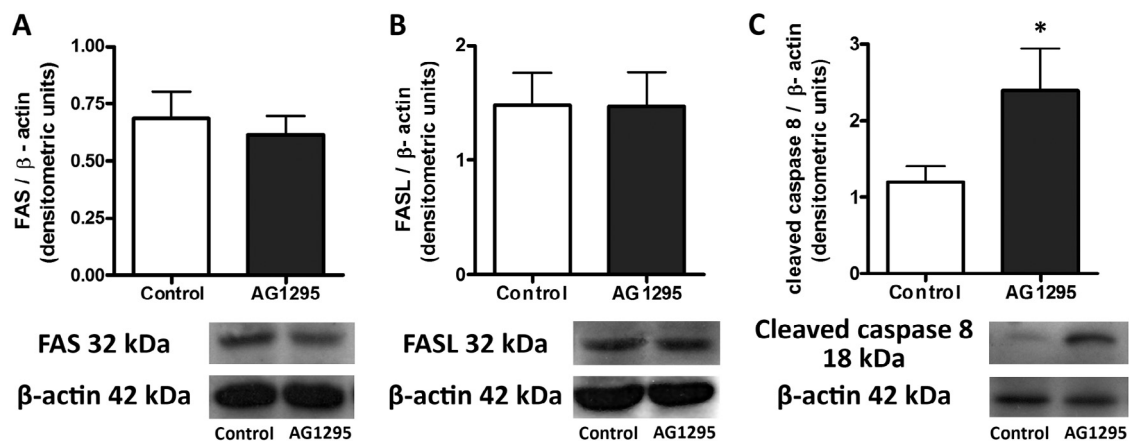 A
FAS / β - actin
(densitometric units)
1.00
0.75
0.50
0.25
0.00
Control AG1295
FAS 32 kDa
β-actin 42 kDa
Control AG1295
B
FASL / β- actin
(densitometric units)
2
1
0
Control AG1295
FASL 32 kDa
β-actin 42 kDa
Control AG1295
C
cleaved caspase 8 / β- actin
(densitometric units)
*
3
2
1
0
Control AG1295
Cleaved caspase 8
18 kDa
β-actin 42 kDa
Control AG1295